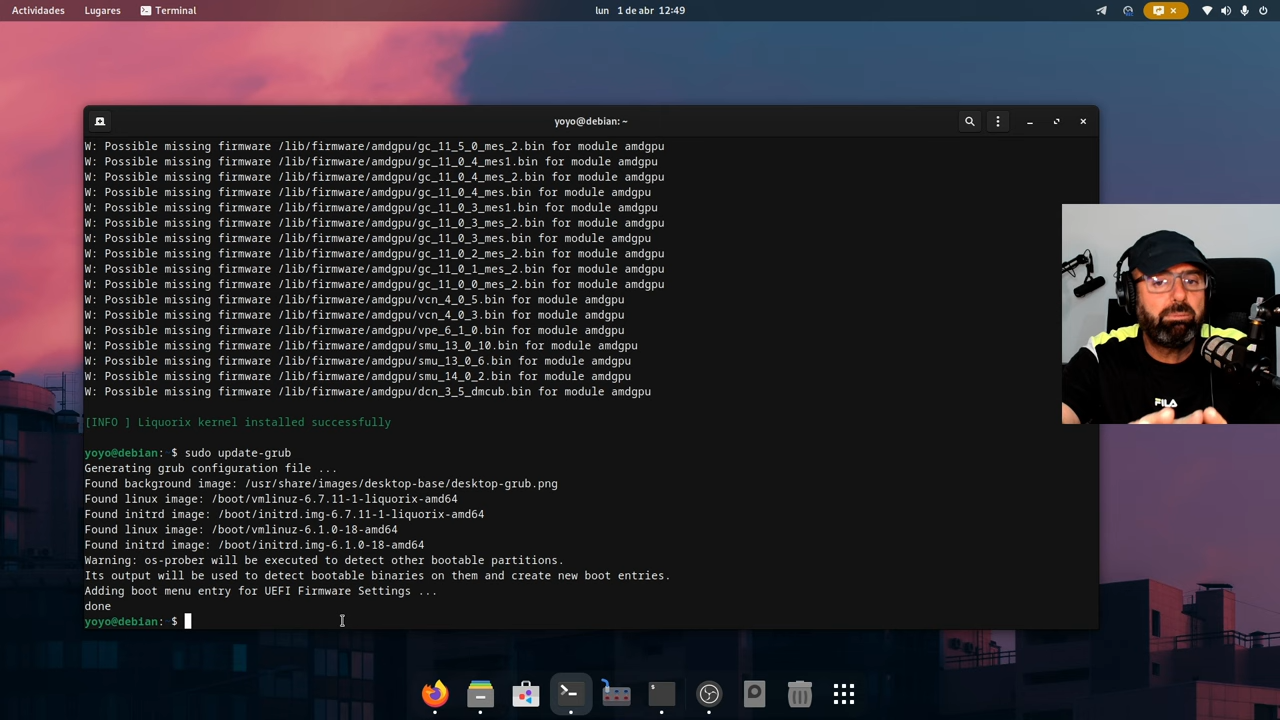 Actividades Lugares Terminal lun 1 de abr 12:49
yoyo@debian: ~
W: Possible missing firmware /lib/firmware/amdgpu/gc_11_5_0_mes_2.bin for module amdgpu
W: Possible missing firmware /lib/firmware/amdgpu/gc_11_0_4_mes1.bin for module amdgpu
W: Possible missing firmware /lib/firmware/amdgpu/gc_11_0_4_mes_2.bin for module amdgpu
W: Possible missing firmware /lib/firmware/amdgpu/gc_11_0_4_mes.bin for module amdgpu
W: Possible missing firmware /lib/firmware/amdgpu/gc_11_0_3_mes1.bin for module amdgpu
W: Possible missing firmware /lib/firmware/amdgpu/gc_11_0_3_mes_2.bin for module amdgpu
W: Possible missing firmware /lib/firmware/amdgpu/gc_11_0_3_mes.bin for module amdgpu
W: Possible missing firmware /lib/firmware/amdgpu/gc_11_0_2_mes_2.bin for module amdgpu
W: Possible missing firmware /lib/firmware/amdgpu/gc_11_0_1_mes_2.bin for module amdgpu
W: Possible missing firmware /lib/firmware/amdgpu/gc_11_0_0_mes_2.bin for module amdgpu
W: Possible missing firmware /lib/firmware/amdgpu/vcn_4_0_5.bin for module amdgpu
W: Possible missing firmware /lib/firmware/amdgpu/vcn_4_0_3.bin for module amdgpu
W: Possible missing firmware /lib/firmware/amdgpu/vpe_6_1_0.bin for module amdgpu
W: Possible missing firmware /lib/firmware/amdgpu/smu_13_0_10.bin for module amdgpu
W: Possible missing firmware /lib/firmware/amdgpu/smu_13_0_6.bin for module amdgpu
W: Possible missing firmware /lib/firmware/amdgpu/smu_14_0_2.bin for module amdgpu
W: Possible missing firmware /lib/firmware/amdgpu/dcn_3_5_dmcub.bin for module amdgpu
[INFO ] Liquorix kernel installed successfully
yoyo@debian:~$ sudo update-grub
Generating grub configuration file ...
Found background image: /usr/share/images/desktop-base/desktop-grub.png
Found linux image: /boot/vmlinuz-6.7.11-1-liquorix-amd64
Found initrd image: /boot/initrd.img-6.7.11-1-liquorix-amd64
Found linux image: /boot/vmlinuz-6.1.0-18-amd64
Found initrd image: /boot/initrd.img-6.1.0-18-amd64
Warning: os-prober will be executed to detect other bootable partitions.
Its output will be used to detect bootable binaries on them and create new boot entries.
Adding boot menu entry for UEFI Firmware Settings ...
done
yoyo@debian:~$
FILA